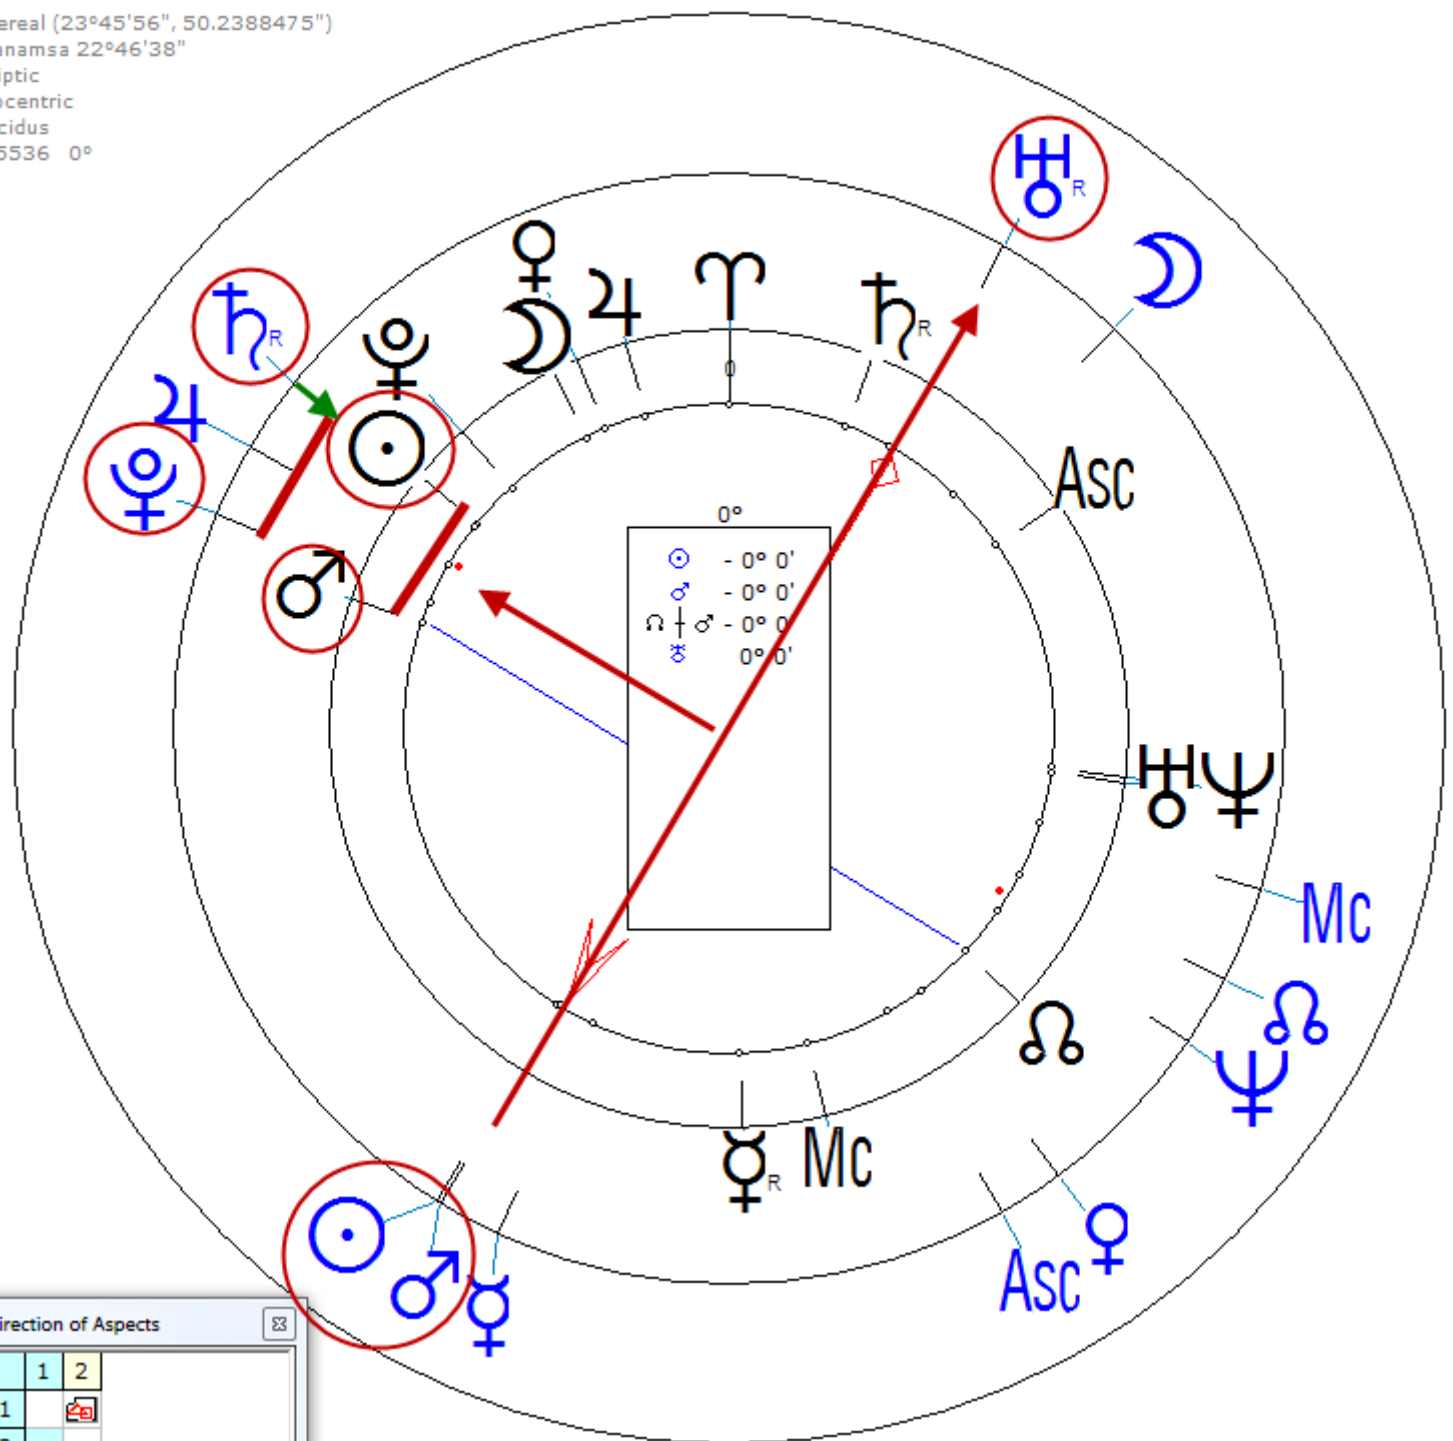 ereal (23°45'56", 50.2388475")
anamsa 22°46'38"
iptic
ocentric
cidus
5536 0°
♅ R
☽
♀
♄ R
☽ ♃ ♈ ♄ R
♇
♃
☉
0
♇
Asc
♂
0°
☉ - 0° 0'
♂ - 0° 0'
☊ ┼ ♂ - 0° 0'
0° 0'
♅ ♆
Mc
☊
☊
♆
☿ R
Mc
☉
♀
Asc
♂ ☿
irection of Aspects
1 2
1